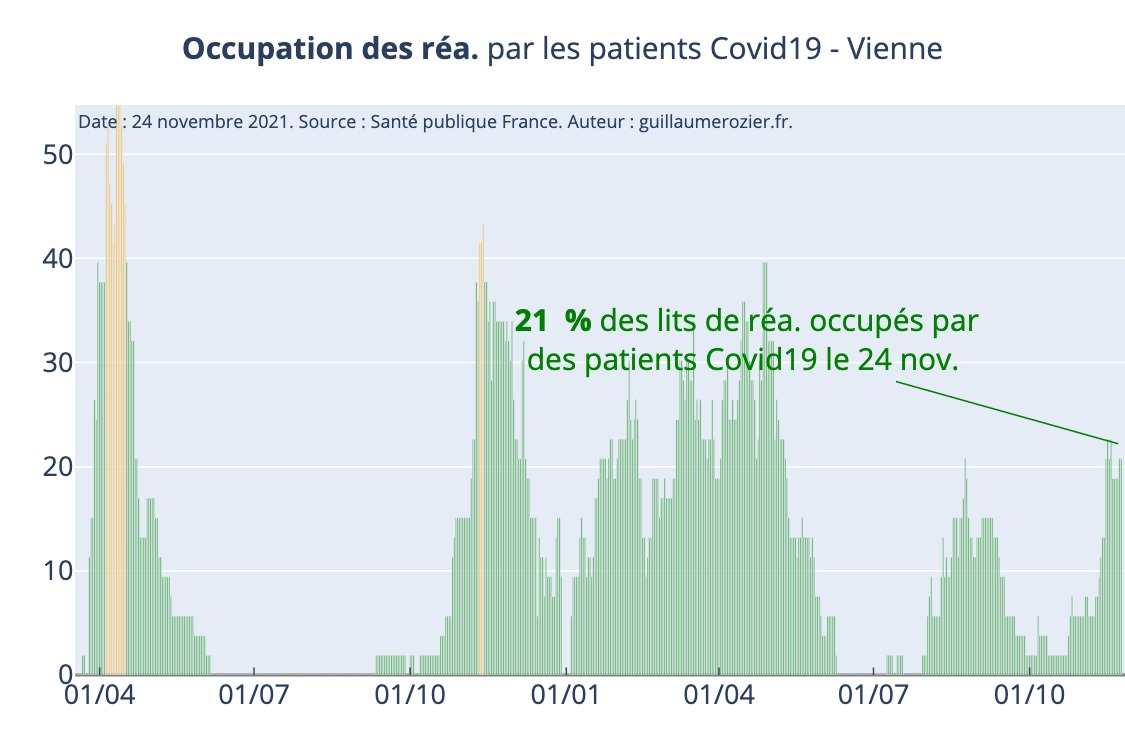 Occupation des réa. par les patients Covid19 - Vienne
Date : 24 novembre 2021. Source : Santé publique France. Auteur : guillaumerozier.fr.
50
40
21 % des lits de réa. occupés par
des patients Covid19 le 24 nov.
30
20
10
0
01/04 01/07 01/10 01/01 01/04 01/07 01/10